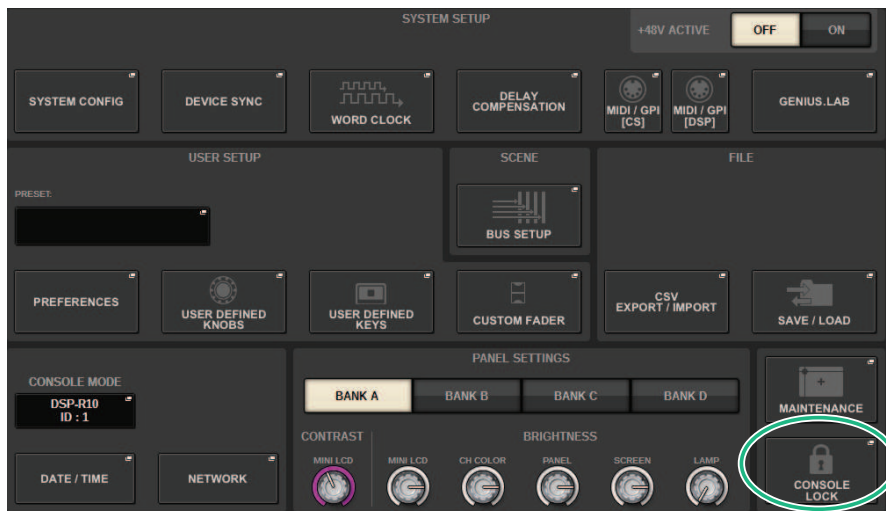 SYSTEM SETUP
+48V ACTIVE
OFF
ON
SYSTEM CONFIG
DEVICE SYNC
WORD CLOCK
DELAY
COMPENSATION
MIDI / GPI
[CS]
MIDI / GPI
[DSP]
GENIUS.LAB
USER SETUP
SCENE
FILE
PRESET:
BUS SETUP
PREFERENCES
USER DEFINED
KNOBS
USER DEFINED
KEYS
CUSTOM FADER
CSV
EXPORT / IMPORT
SAVE / LOAD
CONSOLE MODE
DSP-R10
ID : 1
PANEL SETTINGS
BANK A
BANK B
BANK C
BANK D
MAINTENANCE
CONTRAST
BRIGHTNESS
MINI LCD
MINI LCD
CH COLOR
PANEL
SCREEN
LAMP
DATE / TIME
NETWORK
CONSOLE
LOCK